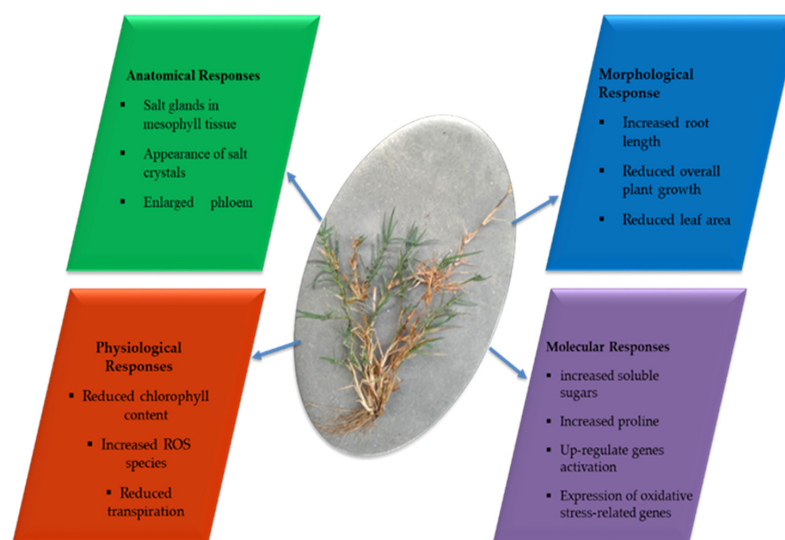 Anatomical Responses
▪ Salt glands in
mesophyll tissue
▪ Appearance of salt
crystals
▪ Enlarged phloem
Morphological
Response
▪ Increased root
length
▪ Reduced overall
plant growth
▪ Reduced leaf area
Physiological
Responses
▪ Reduced chlorophyll
content
▪ Increased ROS
species
▪ Reduced
transpiration
Molecular Responses
▪ increased soluble
sugars
▪ Increased proline
▪ Up-regulate genes
activation
▪ Expression of oxidative
stress-related genes